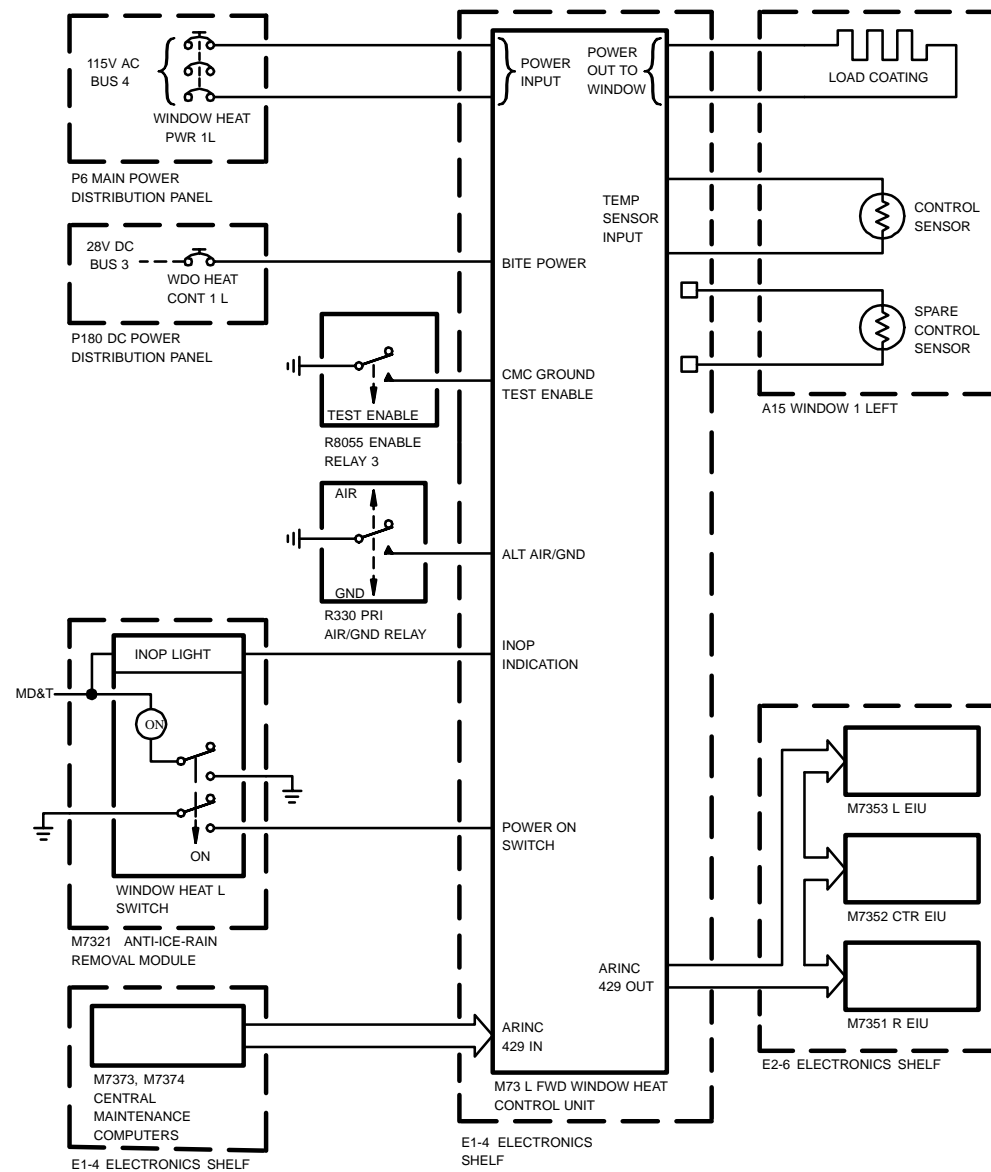 115V AC
BUS 4
WINDOW HEAT
PWR 1L
P6 MAIN POWER
DISTRIBUTION PANEL
28V DC
BUS 3
WDO HEAT
CONT 1 L
P180 DC POWER
DISTRIBUTION PANEL
TEST ENABLE
R8055 ENABLE
RELAY 3
AIR
GND
R330 PRI
AIR/GND RELAY
INOP LIGHT
MD&T
ON
ON
WINDOW HEAT L
SWITCH
M7321 ANTI-ICE-RAIN
REMOVAL MODULE
M7373, M7374
CENTRAL
MAINTENANCE
COMPUTERS
E1-4 ELECTRONICS SHELF
POWER
INPUT
BITE POWER
CMC GROUND
TEST ENABLE
ALT AIR/GND
INOP
INDICATION
POWER ON
SWITCH
ARINC
429 IN
POWER
OUT TO
WINDOW
TEMP
SENSOR
INPUT
ARINC
429 OUT
M73 L FWD WINDOW HEAT
CONTROL UNIT
E1-4 ELECTRONICS
SHELF
LOAD COATING
CONTROL
SENSOR
SPARE
CONTROL
SENSOR
A15 WINDOW 1 LEFT
M7353 L EIU
M7352 CTR EIU
M7351 R EIU
E2-6 ELECTRONICS SHELF